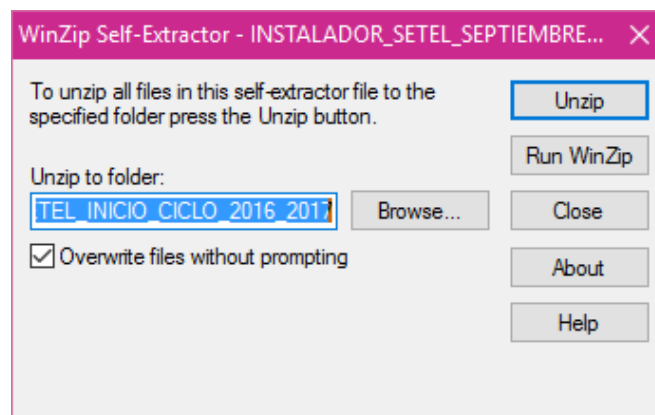 WinZip Self-Extractor - INSTALADOR_SETEL_SEPTIEMBRE...
To unzip all files in this self-extractor file to the
specified folder press the Unzip button.
Unzip to folder:
ETEL_INICIO_CICLO_2016_2017
Browse...
Overwrite files without prompting
Unzip
Run WinZip
Close
About
Help